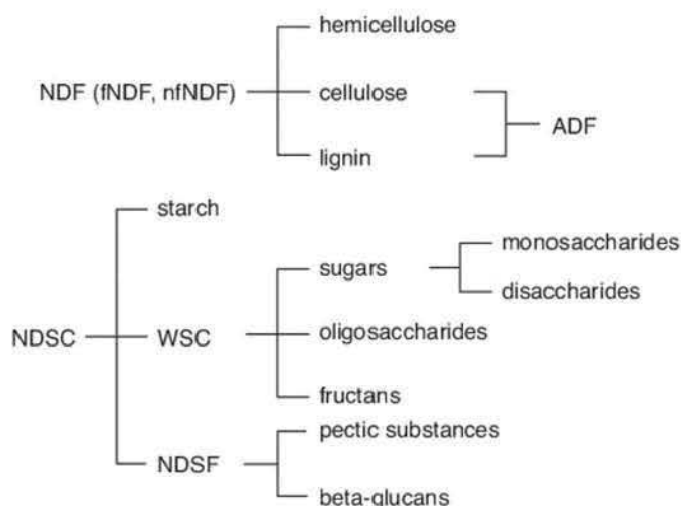 hemicellulose
NDF (fNDF, nfNDF)
cellulose
ADF
lignin
starch
monosaccharides
sugars
disaccharides
NDSC
WSC
oligosaccharides
fructans
pectic substances
NDSF
beta-glucans